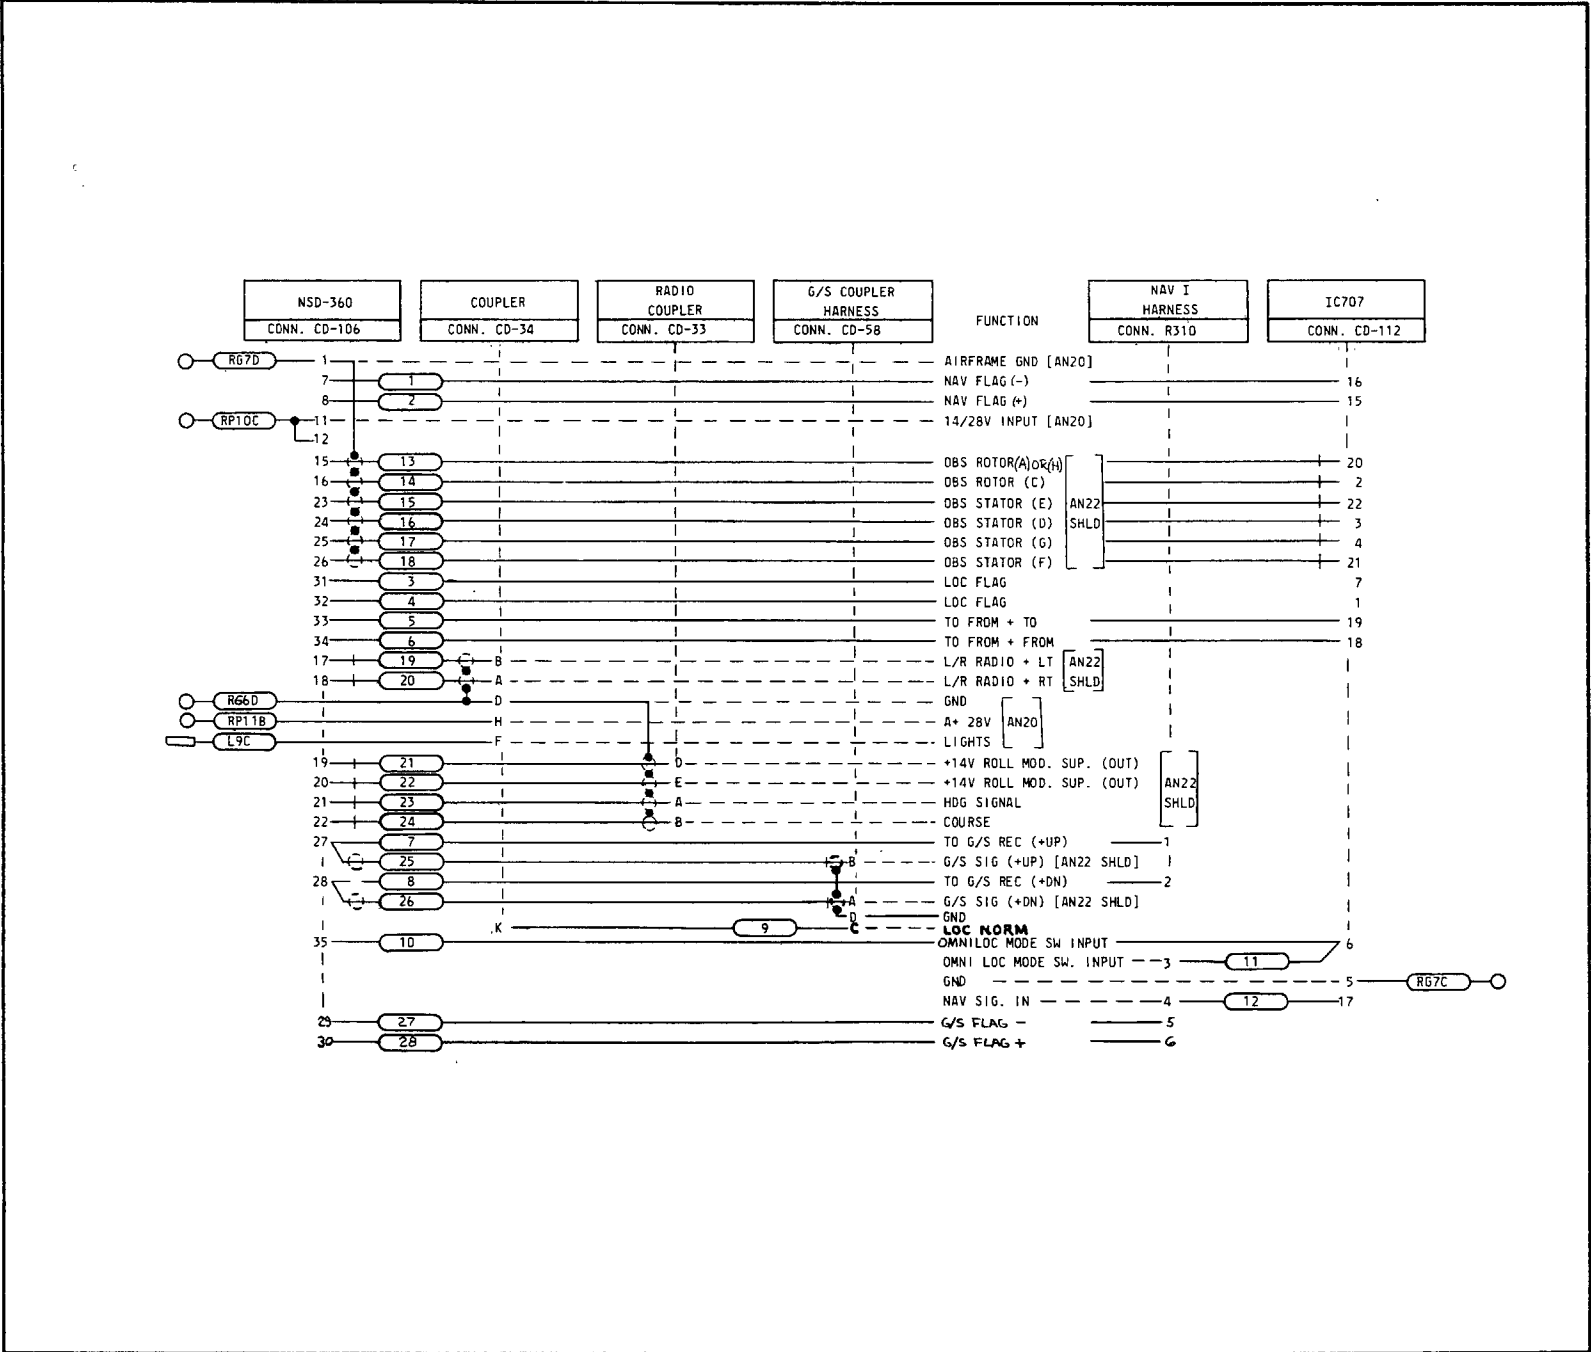 NSD-360
CONN. CD-106
COUPLER
CONN. CD-34
RADIO
COUPLER
CONN. CD-33
G/S COUPLER
HARNESS
CONN. CD-58
FUNCTION
NAV I
HARNESS
CONN. R310
IC707
CONN. CD-112
RG7D 1 AIRFRAME GND [AN20]
7 1 NAV FLAG (-) 16
8 2 NAV FLAG (+) 15
RP10C 11 14/28V INPUT [AN20]
12
15 13 OBS ROTOR (A) OR (H) 20
16 14 OBS ROTOR (C) 2
23 15 OBS STATOR (E) AN22 22
24 16 OBS STATOR (D) SHLD 3
25 17 OBS STATOR (G) 4
26 18 OBS STATOR (F) 21
31 3 LOC FLAG 7
32 4 LOC FLAG 1
33 5 TO FROM + TO 19
34 6 TO FROM + FROM 18
17 19 B L/R RADIO + LT AN22
18 20 A L/R RADIO + RT SHLD
RG6D D GND
RP11B H A+ 28V AN20
L9C F LIGHTS
19 21 D +14V ROLL MOD. SUP. (OUT)
20 22 E +14V ROLL MOD. SUP. (OUT) AN22
21 23 A HDG SIGNAL SHLD
22 24 B COURSE
27 7 TO G/S REC (+UP) 1
25 B G/S SIG (+UP) [AN22 SHLD]
28 8 TO G/S REC (+DN) 2
26 A G/S SIG (+DN) [AN22 SHLD]
D GND
K 9 C LOC NORM
35 10 OMNILOC MODE SW INPUT 6
OMNI LOC MODE SW. INPUT 3 11
GND 5 RG7C
NAV SIG. IN 4 12 17
29 27 G/S FLAG - 5
30 28 G/S FLAG + 6